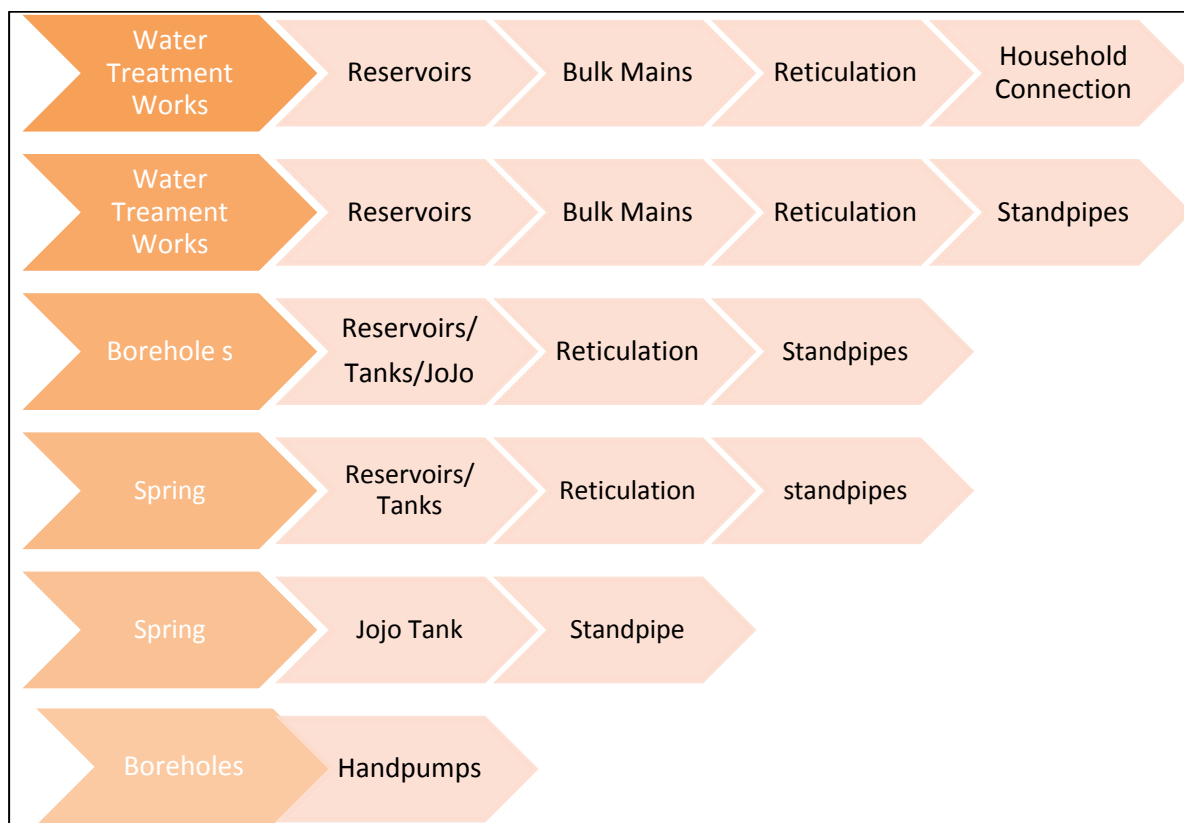 Water
Treatment
Works
Reservoirs
Bulk Mains
Reticulation
Household
Connection
Water
Treament
Works
Reservoirs
Bulk Mains
Reticulation
Standpipes
Borehole s
Reservoirs/
Tanks/JoJo
Reticulation
Standpipes
Spring
Reservoirs/
Tanks
Reticulation
standpipes
Spring
Jojo Tank
Standpipe
Boreholes
Handpumps